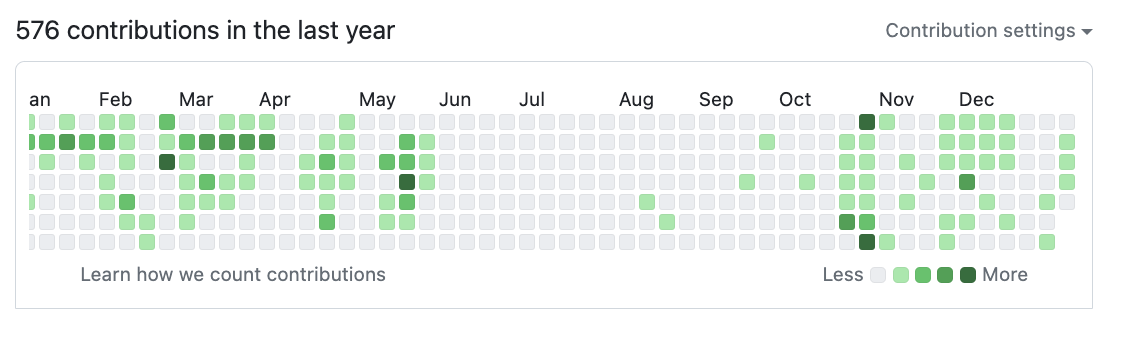 576 contributions in the last year
Contribution settings
an Feb Mar Apr May Jun Jul Aug Sep Oct Nov Dec
Learn how we count contributions
Less More